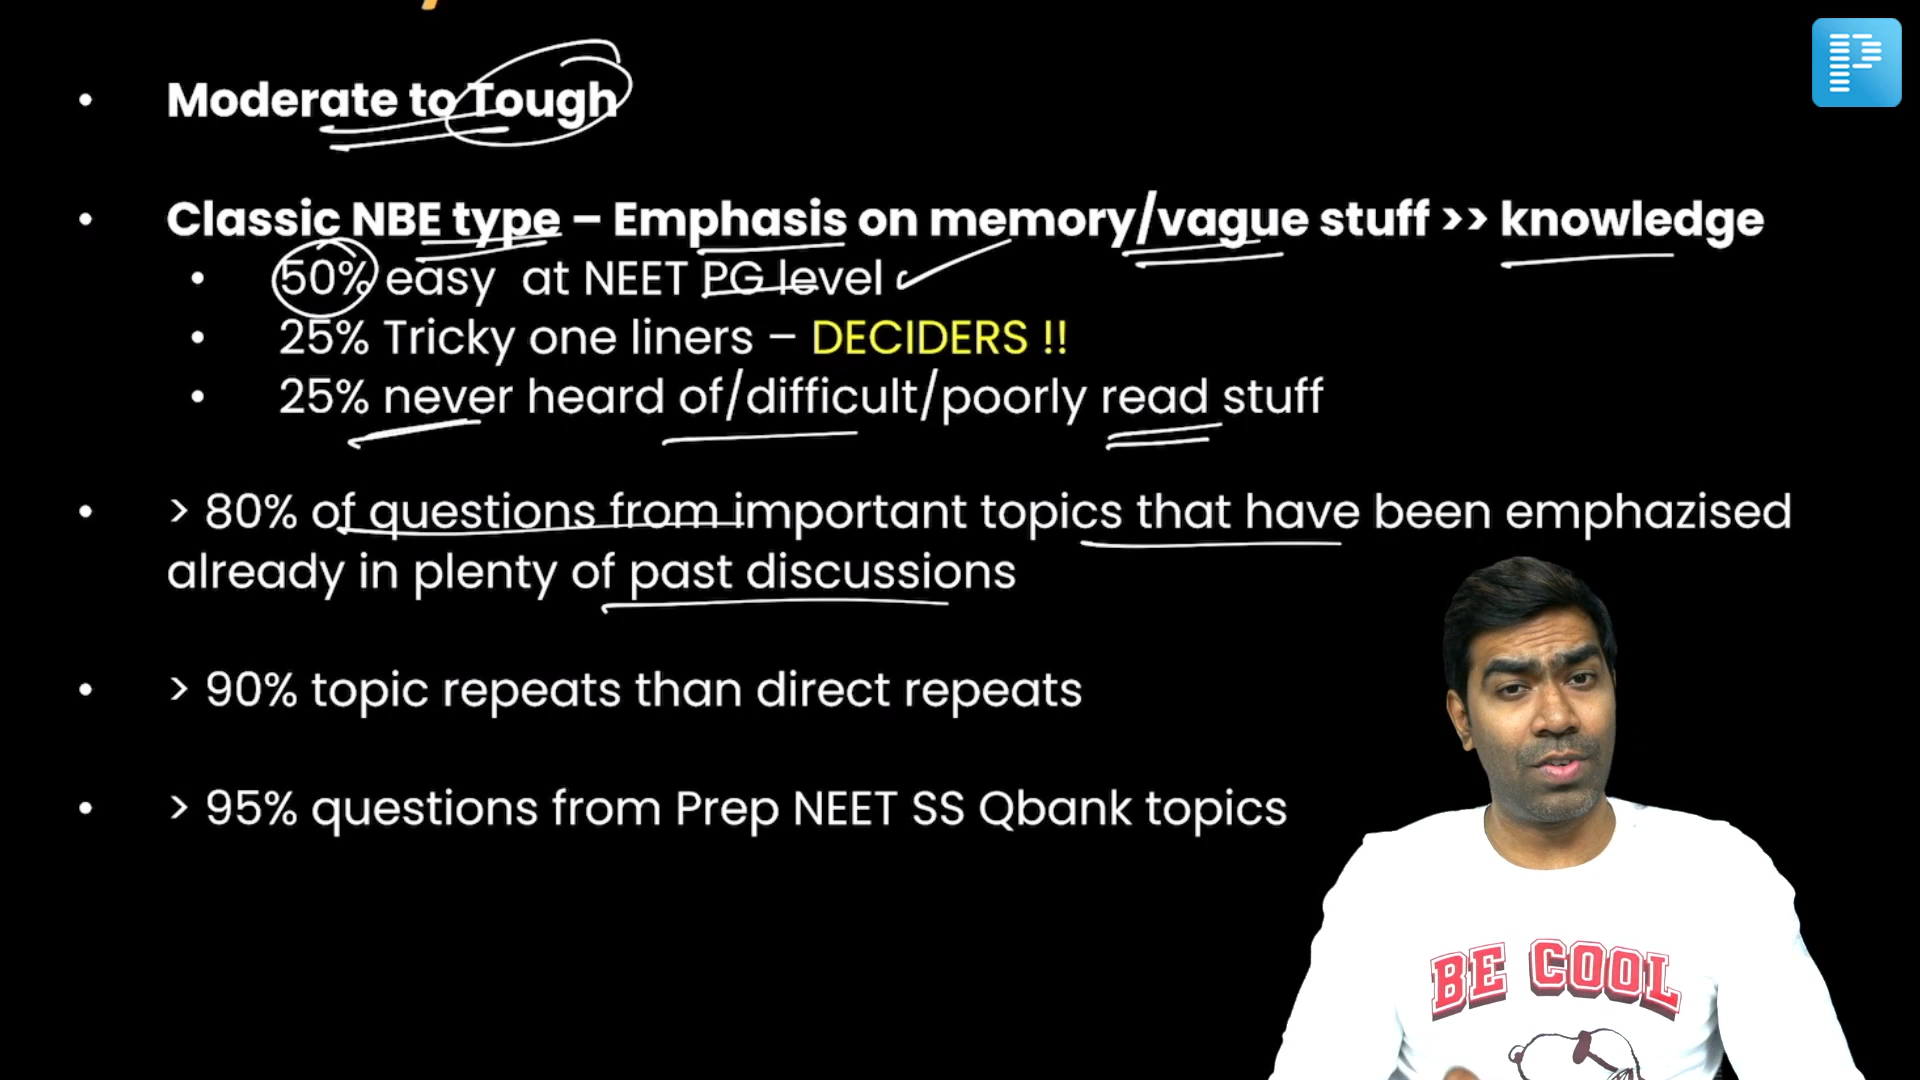 Moderate to Tough
Classic NBE type – Emphasis on memory/vague stuff >> knowledge
50% easy at NEET PG level
25% Tricky one liners – DECIDERS !!
25% never heard of/difficult/poorly read stuff
> 80% of questions from important topics that have been emphazised
already in plenty of past discussions
> 90% topic repeats than direct repeats
> 95% questions from Prep NEET SS Qbank topics
BE COOL